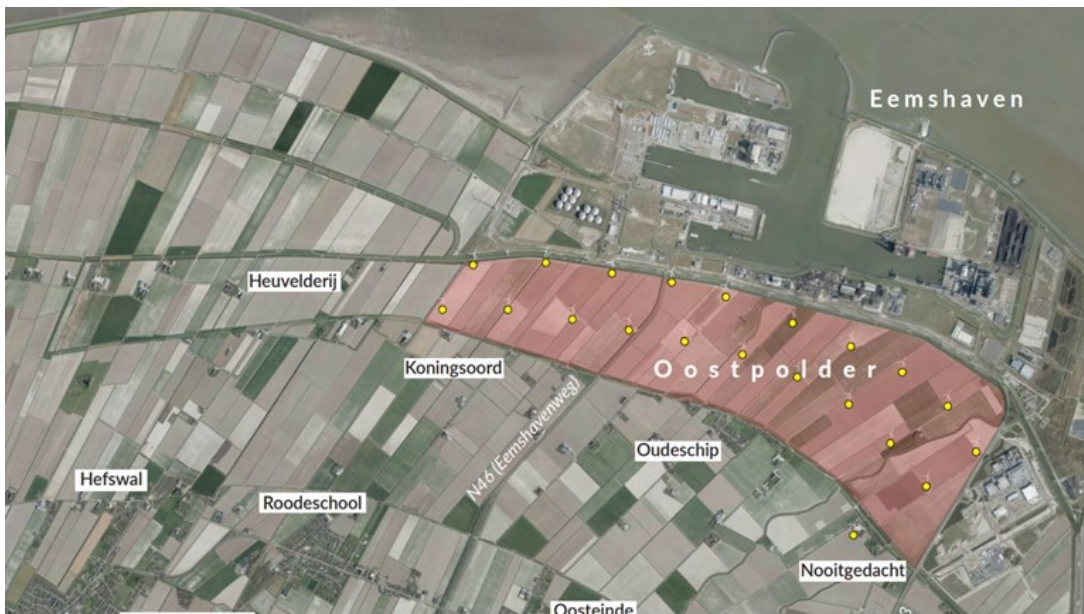 Eemshaven
Heuvelderij
Koningsoord
Oostpolder
N46 (Eemshavenweg)
Oudeschip
Hefswal
Roodeschool
Nooitgedacht
Oosteinde